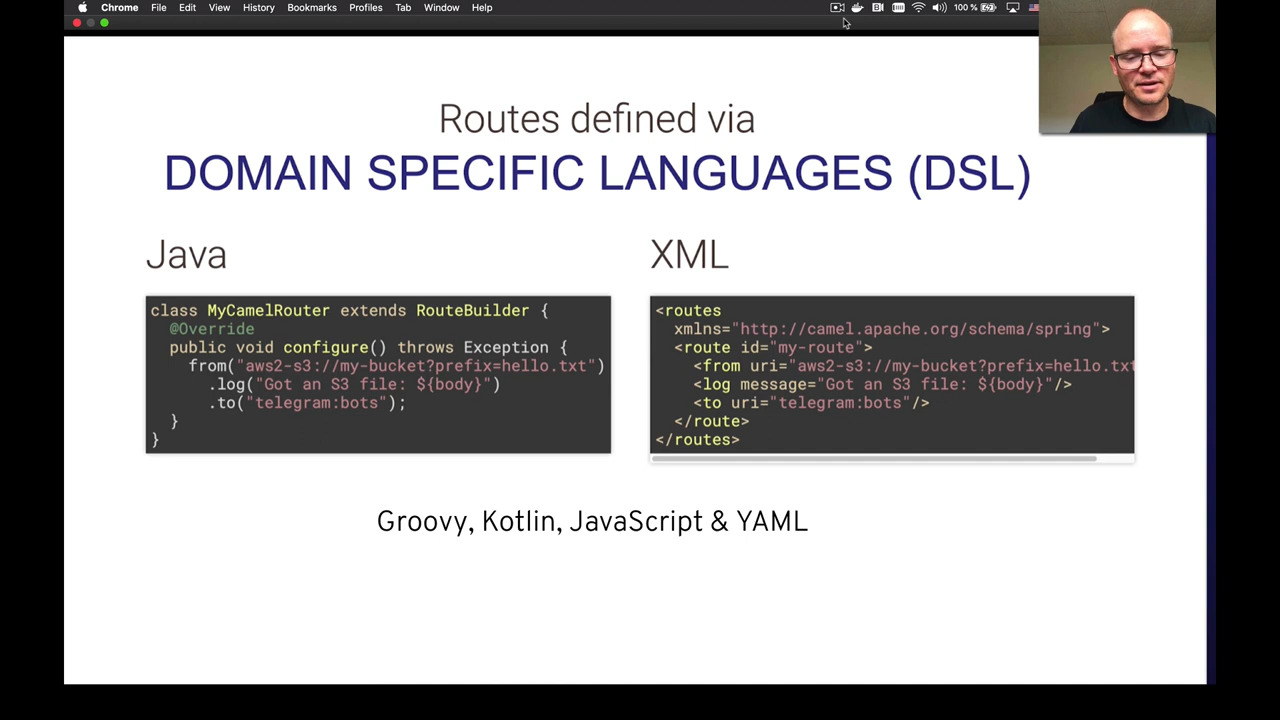 Chrome File Edit View History Bookmarks Profiles Tab Window Help 100 %
Routes defined via
DOMAIN SPECIFIC LANGUAGES (DSL)
Java
class MyCamelRouter extends RouteBuilder {
@Override
public void configure() throws Exception {
from("aws2-s3://my-bucket?prefix=hello.txt")
.log("Got an S3 file: ${body}")
.to("telegram:bots");
}
}
XML
<routes
xmlns="http://camel.apache.org/schema/spring">
<route id="my-route">
<from uri="aws2-s3://my-bucket?prefix=hello.txt
<log message="Got an S3 file: ${body}"/>
<to uri="telegram:bots"/>
</route>
</routes>
Groovy, Kotlin, JavaScript & YAML